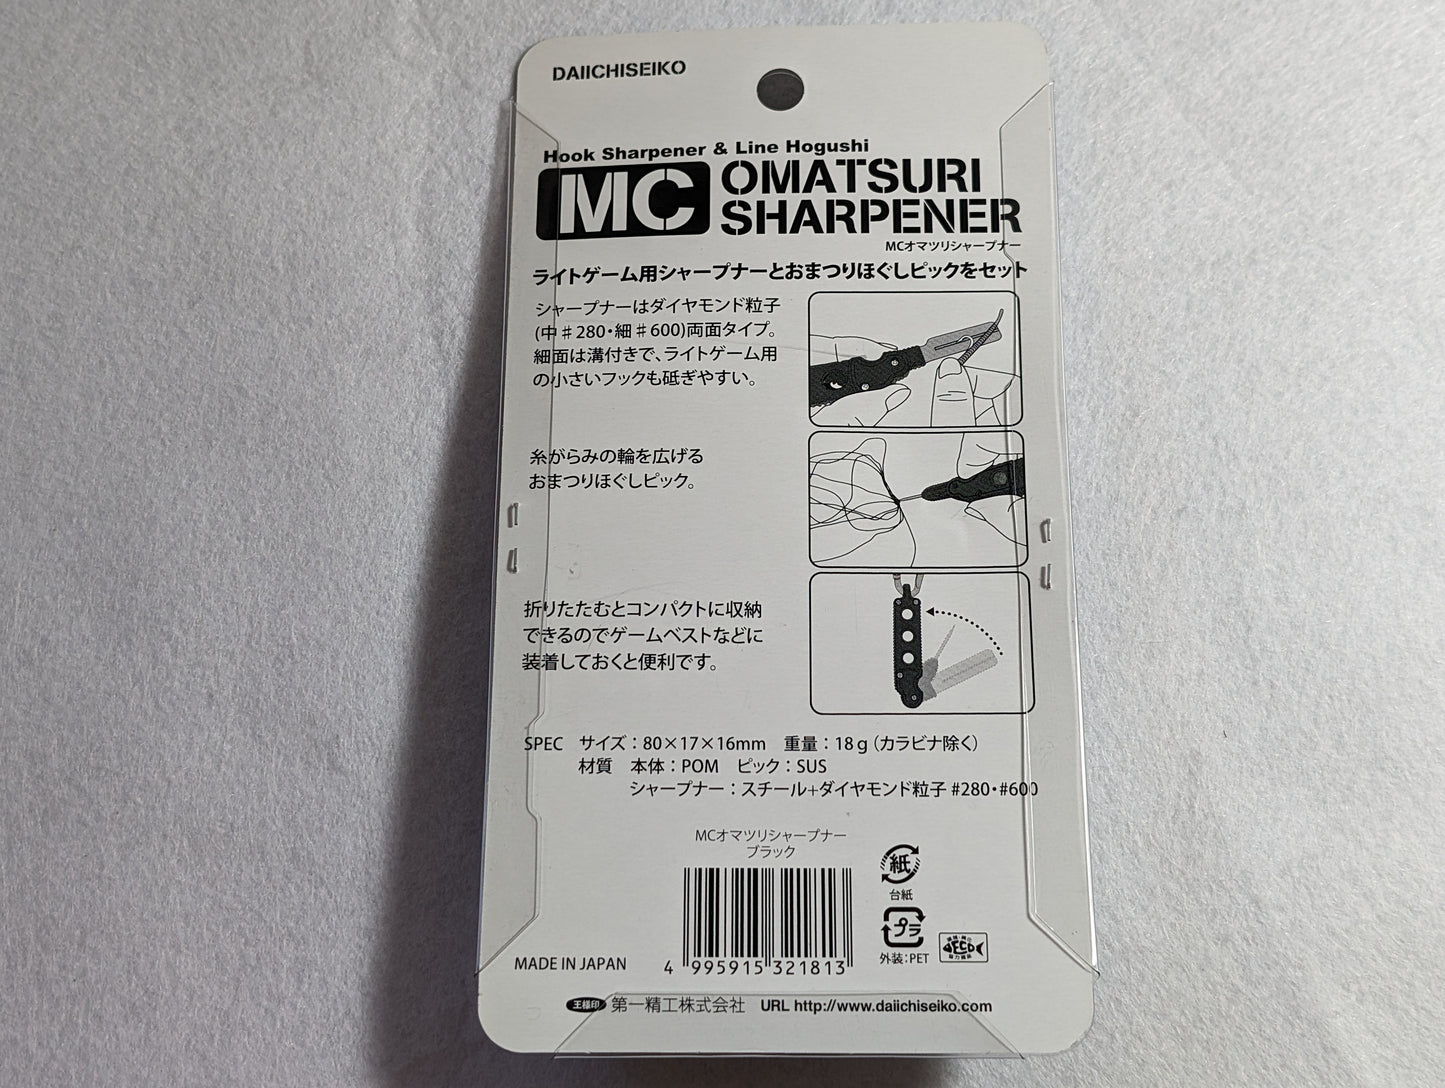 DAIICHISEIKO
Hook Sharpener & Line Hogushi
MC OMATSURI
SHARPENER
MCオマツリシャープナー
ライトゲーム用シャープナーとおまつりほぐしピックをセット
シャープナーはダイヤモンド粒子
(中♯280・細♯600)両面タイプ。
細面は溝付きで、ライトゲーム用
の小さいフックも砥ぎやすい。
糸がらみの輪を広げる
おまつりほぐしピック。
折りたたむとコンパクトに収納
できるのでゲームベストなどに
装着しておくと便利です。
SPEC サイズ：80×17×16mm 重量：18g（カラビナ除く）
材質 本体：POM ピック：SUS
シャープナー：スチール+ダイヤモンド粒子 #280・#600
MCオマツリシャープナー
ブラック
紙
台紙
プラ
外装：PET
ECO
MADE IN JAPAN
4 995915 321813
王様印 第一精工株式会社 URL http://www.daiichiseiko.com